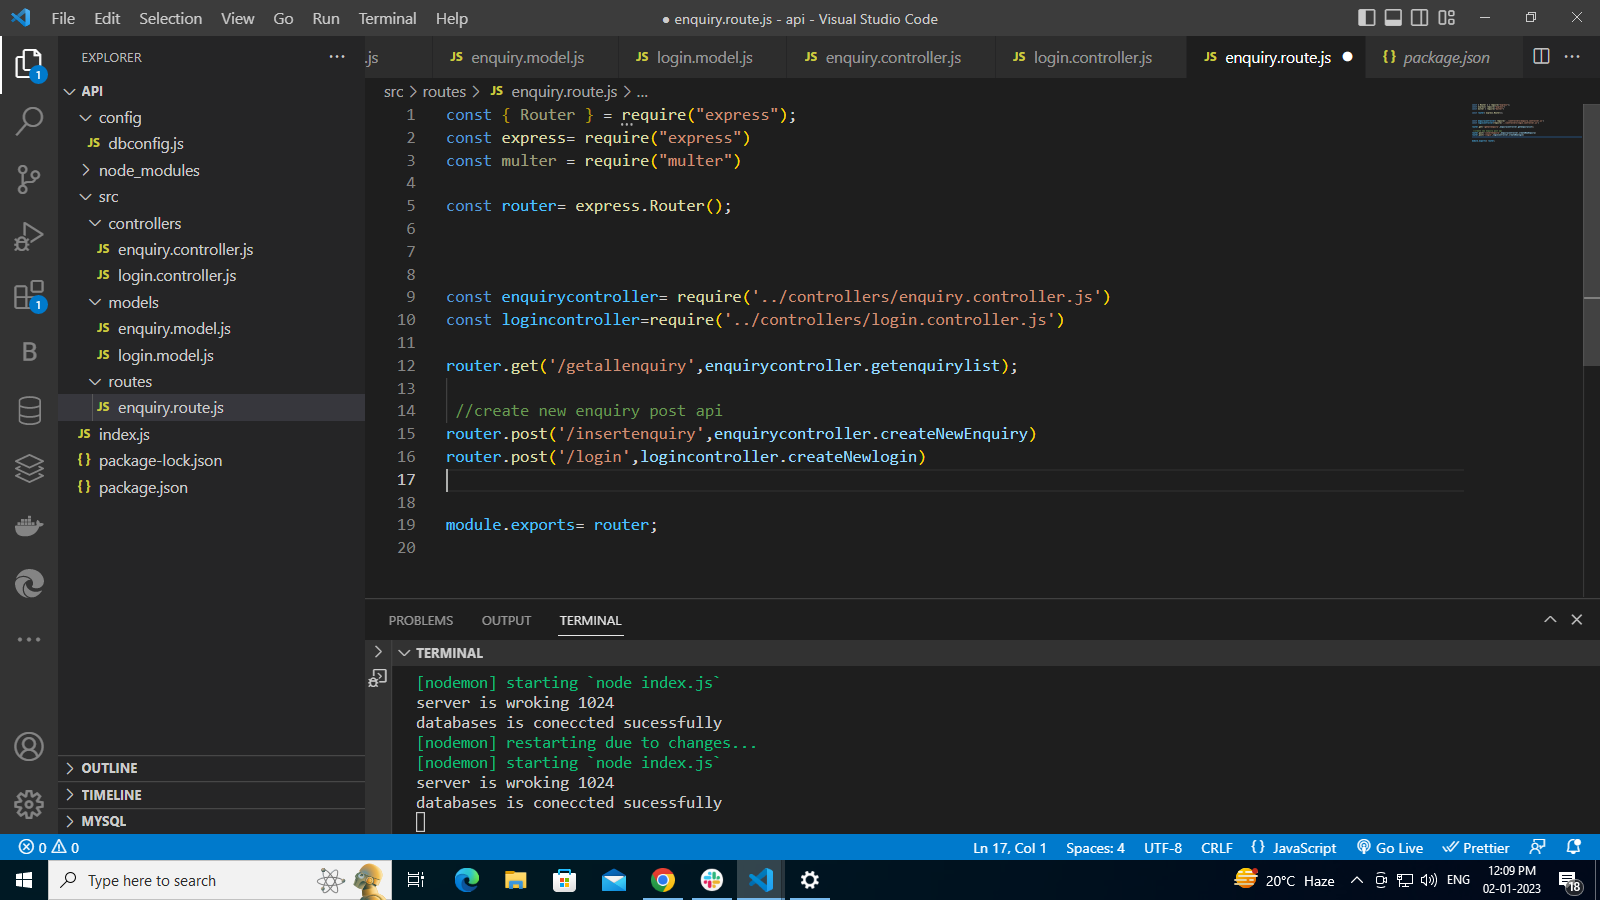 File Edit Selection View Go Run Terminal Help
● enquiry.route.js - api - Visual Studio Code
EXPLORER
API
config
JS dbconfig.js
node_modules
src
controllers
JS enquiry.controller.js
JS login.controller.js
models
JS enquiry.model.js
JS login.model.js
routes
JS enquiry.route.js
JS index.js
{} package-lock.json
{} package.json
OUTLINE
TIMELINE
MYSQL
1
1
B
.js JS enquiry.model.js JS login.model.js JS enquiry.controller.js JS login.controller.js JS enquiry.route.js ● {} package.json
src > routes > JS enquiry.route.js > ...
1 const { Router } = require("express");
2 const express= require("express")
3 const multer = require("multer")
4
5 const router= express.Router();
6
7
8
9 const enquirycontroller= require('../controllers/enquiry.controller.js')
10 const logincontroller=require('../controllers/login.controller.js')
11
12 router.get('/getallenquiry',enquirycontroller.getenquirylist);
13
14 //create new enquiry post api
15 router.post('/insertenquiry',enquirycontroller.createNewEnquiry)
16 router.post('/login',logincontroller.createNewlogin)
17
18
19 module.exports= router;
20
PROBLEMS OUTPUT TERMINAL
TERMINAL
[nodemon] starting `node index.js`
server is wroking 1024
databases is coneccted sucessfully
[nodemon] restarting due to changes...
[nodemon] starting `node index.js`
server is wroking 1024
databases is coneccted sucessfully
0 0 Ln 17, Col 1 Spaces: 4 UTF-8 CRLF {} JavaScript Go Live Prettier
Type here to search
20°C Haze
ENG
12:09 PM
02-01-2023
18